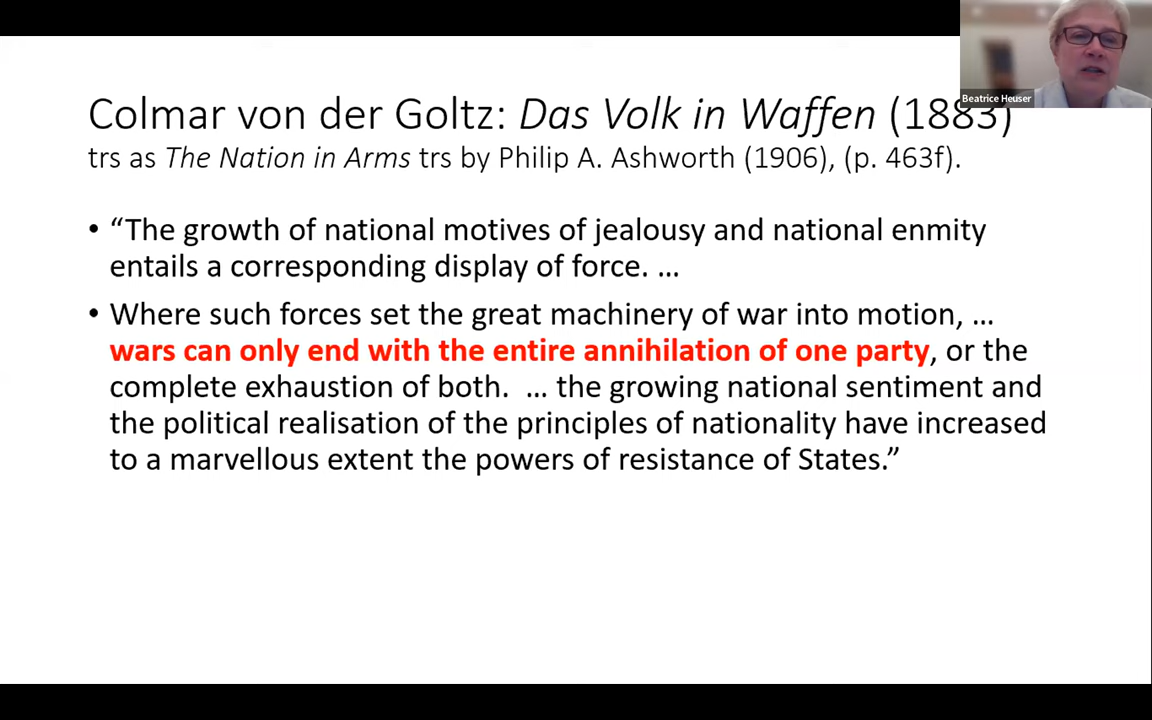 Beatrice Heuser
Colmar von der Goltz: Das Volk in Waffen (1883)
trs as The Nation in Arms trs by Philip A. Ashworth (1906), (p. 463f).
• “The growth of national motives of jealousy and national enmity
entails a corresponding display of force. …
• Where such forces set the great machinery of war into motion, …
wars can only end with the entire annihilation of one party, or the
complete exhaustion of both. … the growing national sentiment and
the political realisation of the principles of nationality have increased
to a marvellous extent the powers of resistance of States.”